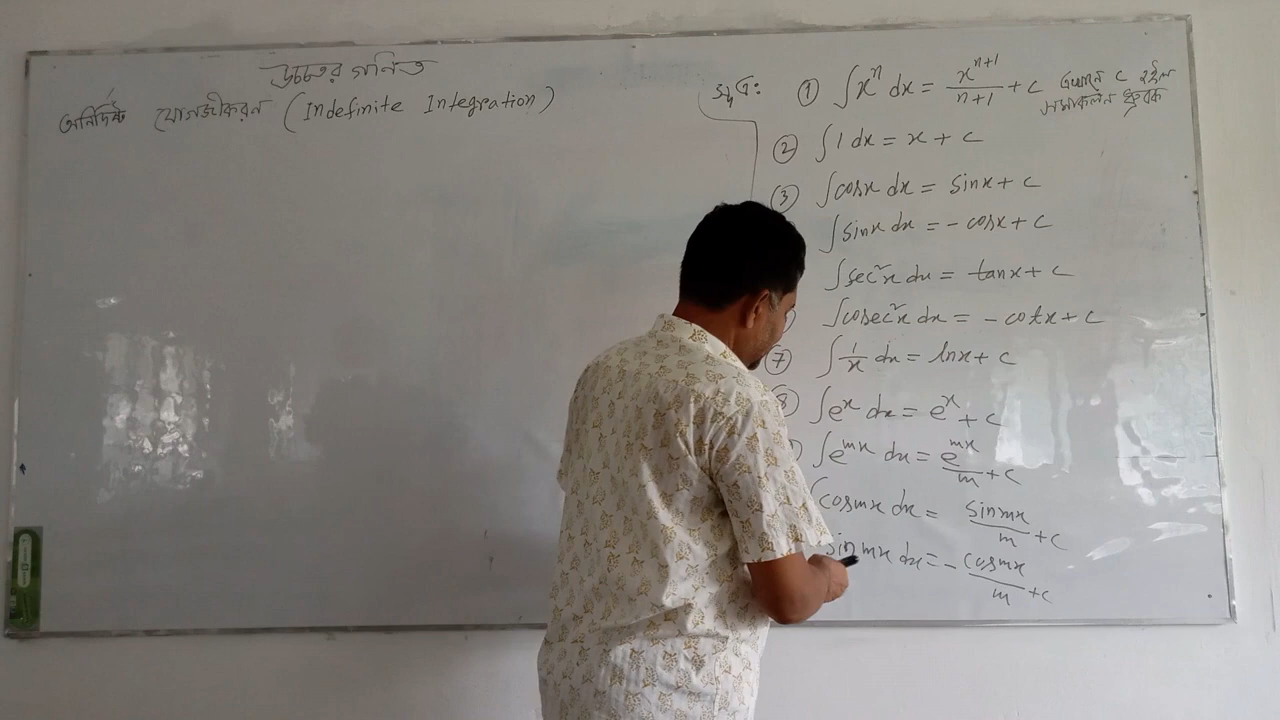 উচ্চতর গনিত
অনির্দিষ্ট যোগজীকরন (Indefinite Integration)
সূত্র: ① ∫xⁿ dx = xⁿ⁺¹/n+1 + c এখানে c হইল
সমাকলন ধ্রুবক
② ∫1 dx = x + c
③ ∫cosx dx = sinx + c
∫sinx dx = - cosx + c
∫sec²x dx = tanx + c
∫cosec²x dx = - cotx + c
⑦ ∫1/x dx = lnx + c
⑧ ∫eˣ dx = eˣ + c
∫eᵐˣ dx = eᵐˣ/m + c
∫cosmx dx = sinmx/m + c
sinmx dx = - cosmx/m + c